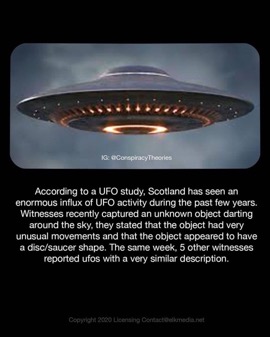 IG: @ConspiracyTheories
According to a UFO study, Scotland has seen an
enormous influx of UFO activity during the past few years.
Witnesses recently captured an unknown object darting
around the sky, they stated that the object had very
unusual movements and that the object appeared to have
a disc/saucer shape. The same week, 5 other witnesses
reported ufos with a very similar description.
Copyright 2020 Licensing Contact@elkmedia.net